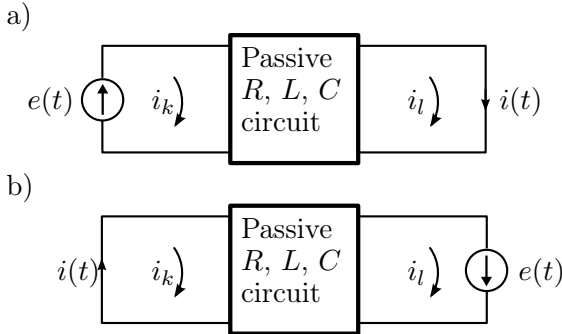 a)
Passive
e(t) i_k R, L, C i_l i(t)
circuit
b)
Passive
i(t) i_k R, L, C i_l e(t)
circuit